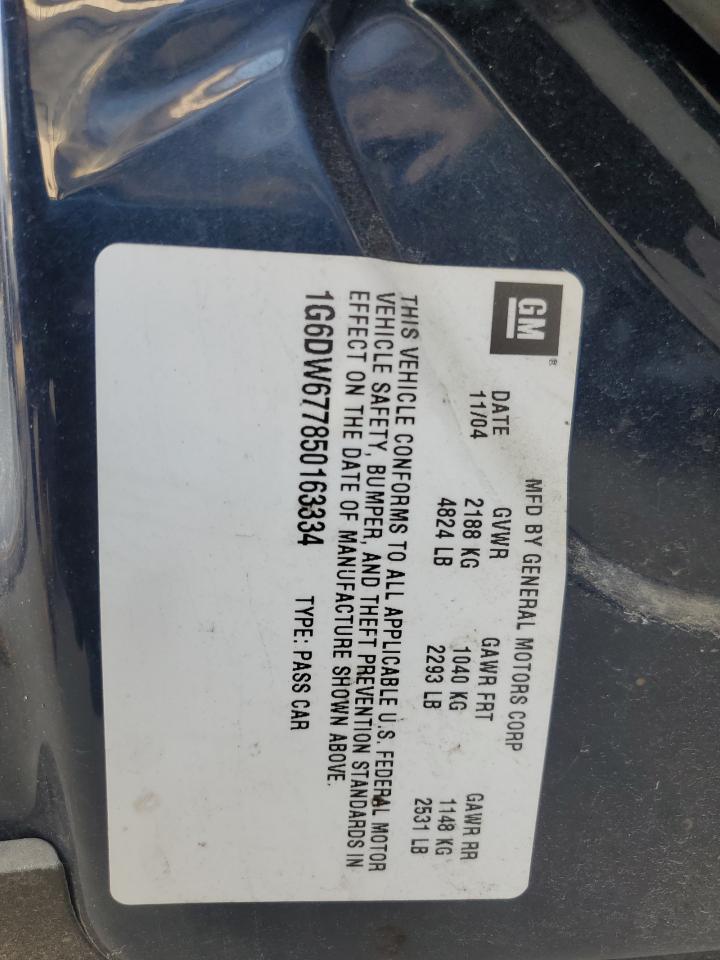 GM®
MFD BY GENERAL MOTORS CORP
DATE GVWR GAWR FRT GAWR RR
11/04 2188 KG 1040 KG 1148 KG
4824 LB 2293 LB 2531 LB
THIS VEHICLE CONFORMS TO ALL APPLICABLE U.S. FEDERAL MOTOR
VEHICLE SAFETY, BUMPER, AND THEFT PREVENTION STANDARDS IN
EFFECT ON THE DATE OF MANUFACTURE SHOWN ABOVE.
1G6DW677850163334 TYPE: PASS CAR